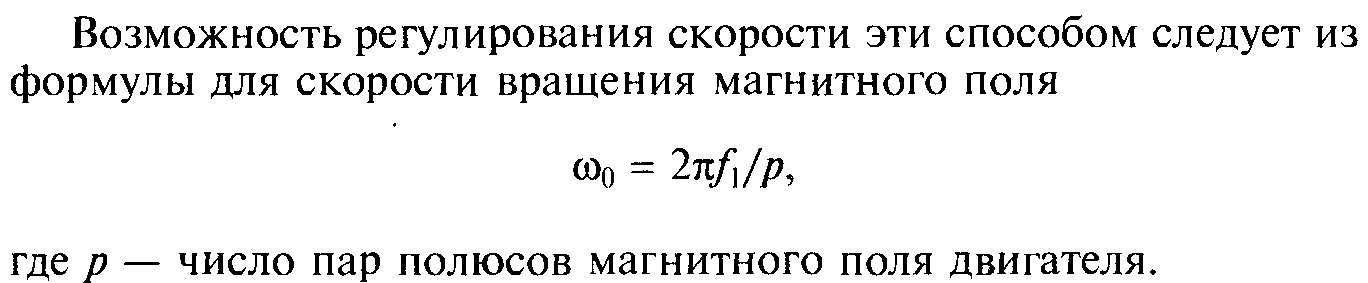 Возможность регулирования скорости эти способом следует из
формулы для скорости вращения магнитного поля
ω₀ = 2πf₁/p,
где p — число пар полюсов магнитного поля двигателя.